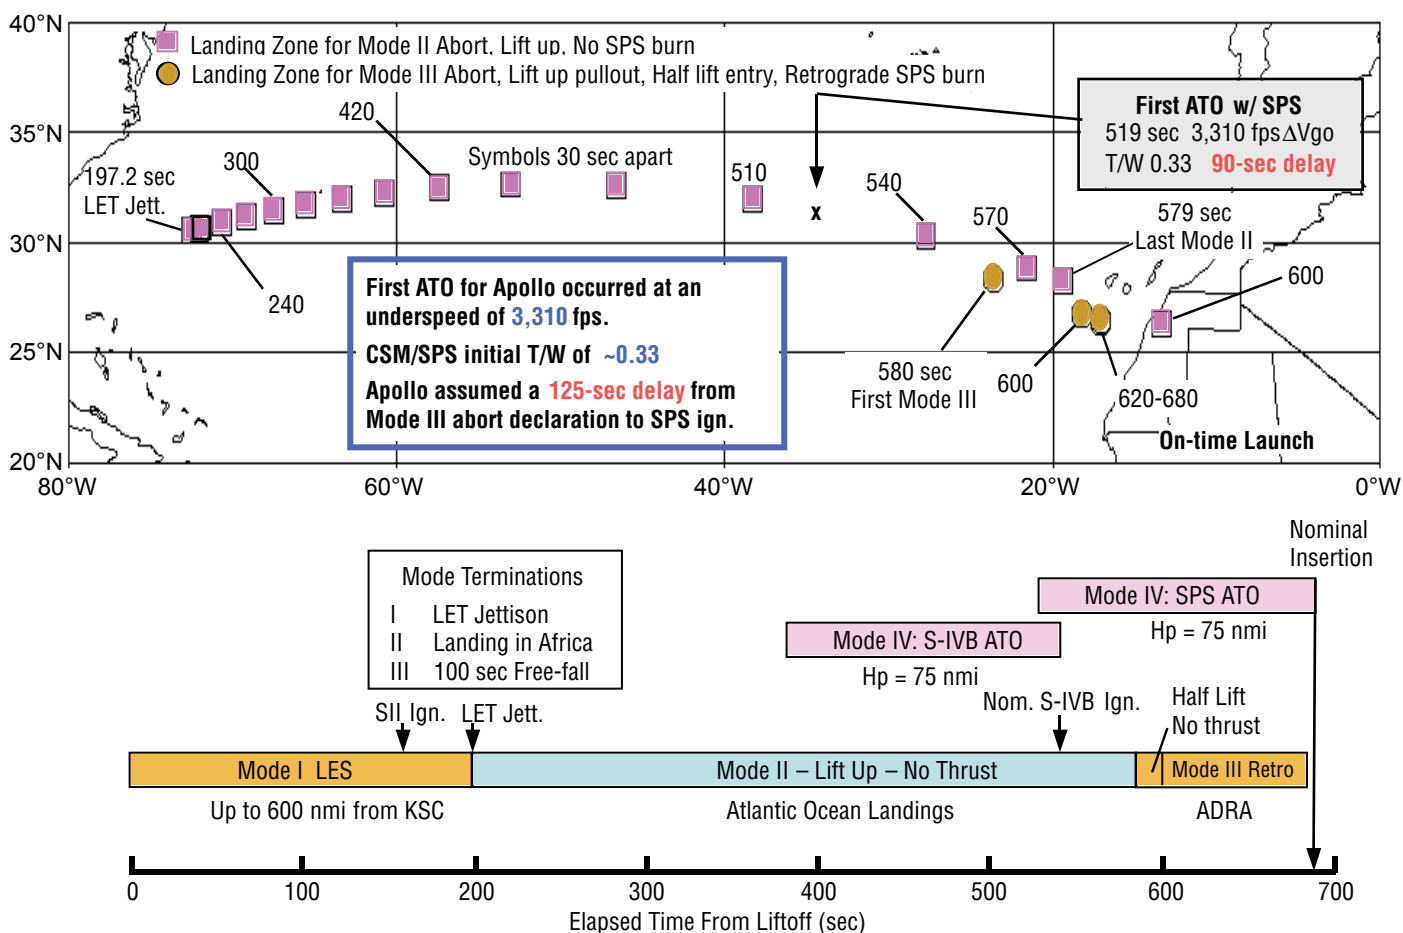 40°N
Landing Zone for Mode II Abort, Lift up, No SPS burn
Landing Zone for Mode III Abort, Lift up pullout, Half lift entry, Retrograde SPS burn
First ATO w/ SPS
519 sec 3,310 fps∆Vgo
T/W 0.33 90-sec delay
35°N
420
Symbols 30 sec apart
300
197.2 sec
LET Jett.
510
x
540
570
579 sec
Last Mode II
30°N
240
600
First ATO for Apollo occurred at an
underspeed of 3,310 fps.
CSM/SPS initial T/W of ~0.33
Apollo assumed a 125-sec delay from
Mode III abort declaration to SPS ign.
25°N
580 sec
First Mode III
600
620-680
On-time Launch
20°N
80°W
60°W
40°W
20°W
0°W
Nominal
Insertion
Mode Terminations
I LET Jettison
II Landing in Africa
III 100 sec Free-fall
Mode IV: SPS ATO
Hp = 75 nmi
Mode IV: S-IVB ATO
Hp = 75 nmi
SII Ign.
LET Jett.
Nom. S-IVB Ign.
Half Lift
No thrust
Mode I LES
Mode II – Lift Up – No Thrust
Mode III Retro
Up to 600 nmi from KSC
Atlantic Ocean Landings
ADRA
0
100
200
300
400
500
600
700
Elapsed Time From Liftoff (sec)